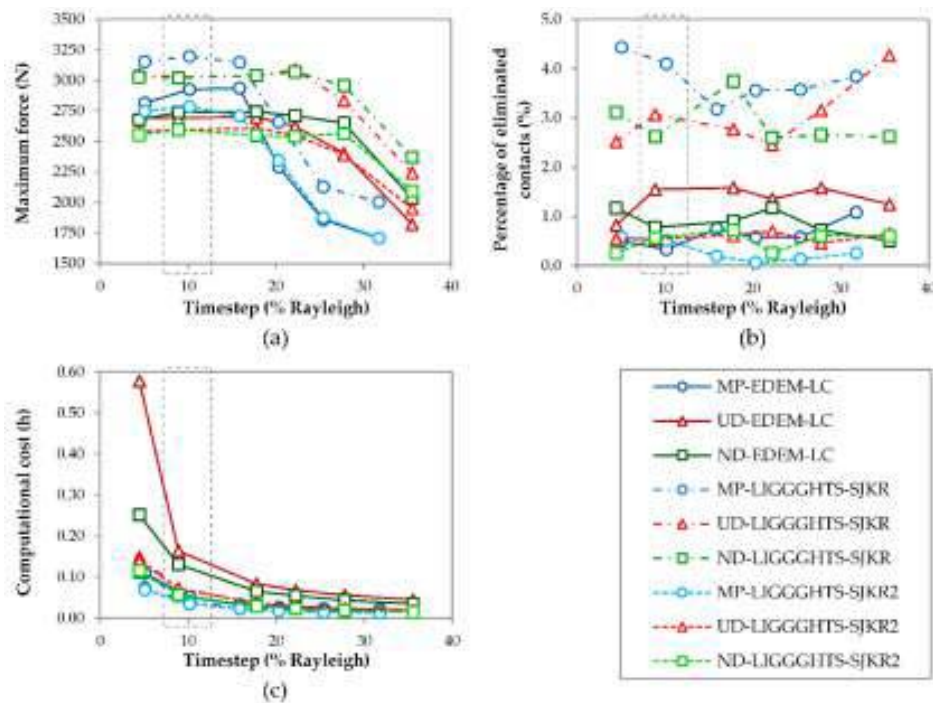 (a)
Maximum force (N)
3500
3250
3000
2750
2500
2250
2000
1750
1500
0
10
20
30
40
Timestep (% Rayleigh)
(b)
Percentage of eliminated
contacts (%)
5.0
4.0
3.0
2.0
1.0
0.0
0
10
20
30
40
Timestep (% Rayleigh)
(a)
(b)
Computational cost (h)
0.60
0.50
0.40
0.30
0.20
0.10
0.00
0
10
20
30
40
Timestep (% Rayleigh)
(c)
MP-EDEM-LC
UD-EDEM-LC
ND-EDEM-LC
MP-LIGGGHTS-SJKR
UD-LIGGGHTS-SJKR
ND-LIGGGHTS-SJKR
MP-LIGGGHTS-SJKR2
UD-LIGGGHTS-SJKR2
ND-LIGGGHTS-SJKR2